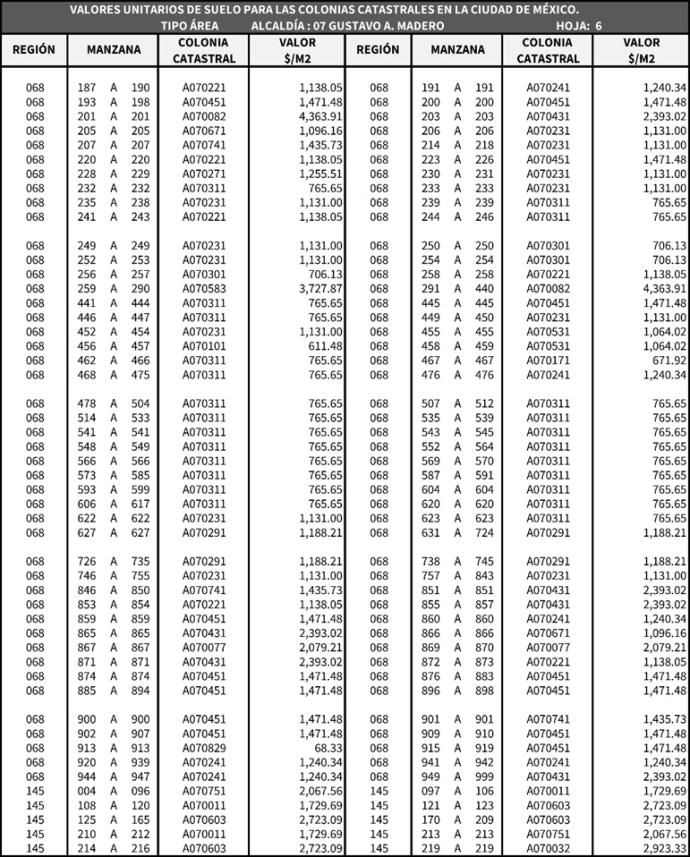 VALORES UNITARIOS DE SUELO PARA LAS COLONIAS CATASTRALES EN LA CIUDAD DE MÉXICO.
TIPO ÁREA ALCALDÍA : 07 GUSTAVO A. MADERO HOJA: 6
REGIÓN MANZANA COLONIA CATASTRAL VALOR $/M2 REGIÓN MANZANA COLONIA CATASTRAL VALOR $/M2
068 187 A 190 A070221 1,138.05 068 191 A 191 A070241 1,240.34
068 193 A 198 A070451 1,471.48 068 200 A 200 A070451 1,471.48
068 201 A 201 A070082 4,363.91 068 203 A 203 A070431 2,393.02
068 205 A 205 A070671 1,096.16 068 206 A 206 A070231 1,131.00
068 207 A 207 A070741 1,435.73 068 214 A 218 A070231 1,131.00
068 220 A 220 A070221 1,138.05 068 223 A 226 A070451 1,471.48
068 228 A 229 A070271 1,255.51 068 230 A 231 A070231 1,131.00
068 232 A 232 A070311 765.65 068 233 A 233 A070231 1,131.00
068 235 A 238 A070231 1,131.00 068 239 A 239 A070311 765.65
068 241 A 243 A070221 1,138.05 068 244 A 246 A070311 765.65
068 249 A 249 A070231 1,131.00 068 250 A 250 A070301 706.13
068 252 A 253 A070231 1,131.00 068 254 A 254 A070301 706.13
068 256 A 257 A070301 706.13 068 258 A 258 A070221 1,138.05
068 259 A 290 A070583 3,727.87 068 291 A 440 A070082 4,363.91
068 441 A 444 A070311 765.65 068 445 A 445 A070451 1,471.48
068 446 A 447 A070311 765.65 068 449 A 450 A070231 1,131.00
068 452 A 454 A070231 1,131.00 068 455 A 455 A070531 1,064.02
068 456 A 457 A070101 611.48 068 458 A 459 A070531 1,064.02
068 462 A 466 A070311 765.65 068 467 A 467 A070171 671.92
068 468 A 475 A070311 765.65 068 476 A 476 A070241 1,240.34
068 478 A 504 A070311 765.65 068 507 A 512 A070311 765.65
068 514 A 533 A070311 765.65 068 535 A 539 A070311 765.65
068 541 A 541 A070311 765.65 068 543 A 545 A070311 765.65
068 548 A 549 A070311 765.65 068 552 A 564 A070311 765.65
068 566 A 566 A070311 765.65 068 569 A 570 A070311 765.65
068 573 A 585 A070311 765.65 068 587 A 591 A070311 765.65
068 593 A 599 A070311 765.65 068 604 A 604 A070311 765.65
068 606 A 617 A070311 765.65 068 620 A 620 A070311 765.65
068 622 A 622 A070231 1,131.00 068 623 A 623 A070311 765.65
068 627 A 627 A070291 1,188.21 068 631 A 724 A070291 1,188.21
068 726 A 735 A070291 1,188.21 068 738 A 745 A070291 1,188.21
068 746 A 755 A070231 1,131.00 068 757 A 843 A070231 1,131.00
068 846 A 850 A070741 1,435.73 068 851 A 851 A070431 2,393.02
068 853 A 854 A070221 1,138.05 068 855 A 857 A070431 2,393.02
068 859 A 859 A070451 1,471.48 068 860 A 860 A070241 1,240.34
068 865 A 865 A070431 2,393.02 068 866 A 866 A070671 1,096.16
068 867 A 867 A070077 2,079.21 068 869 A 870 A070077 2,079.21
068 871 A 871 A070431 2,393.02 068 872 A 873 A070221 1,138.05
068 874 A 874 A070451 1,471.48 068 876 A 883 A070451 1,471.48
068 885 A 894 A070451 1,471.48 068 896 A 898 A070451 1,471.48
068 900 A 900 A070451 1,471.48 068 901 A 901 A070741 1,435.73
068 902 A 907 A070451 1,471.48 068 909 A 910 A070451 1,471.48
068 913 A 913 A070829 68.33 068 915 A 919 A070451 1,471.48
068 920 A 939 A070241 1,240.34 068 941 A 942 A070241 1,240.34
068 944 A 947 A070241 1,240.34 068 949 A 999 A070431 2,393.02
145 004 A 096 A070751 2,067.56 145 097 A 106 A070011 1,729.69
145 108 A 120 A070011 1,729.69 145 121 A 123 A070603 2,723.09
145 125 A 165 A070603 2,723.09 145 170 A 209 A070603 2,723.09
145 210 A 212 A070011 1,729.69 145 213 A 213 A070751 2,067.56
145 214 A 216 A070603 2,723.09 145 219 A 219 A070032 2,923.33